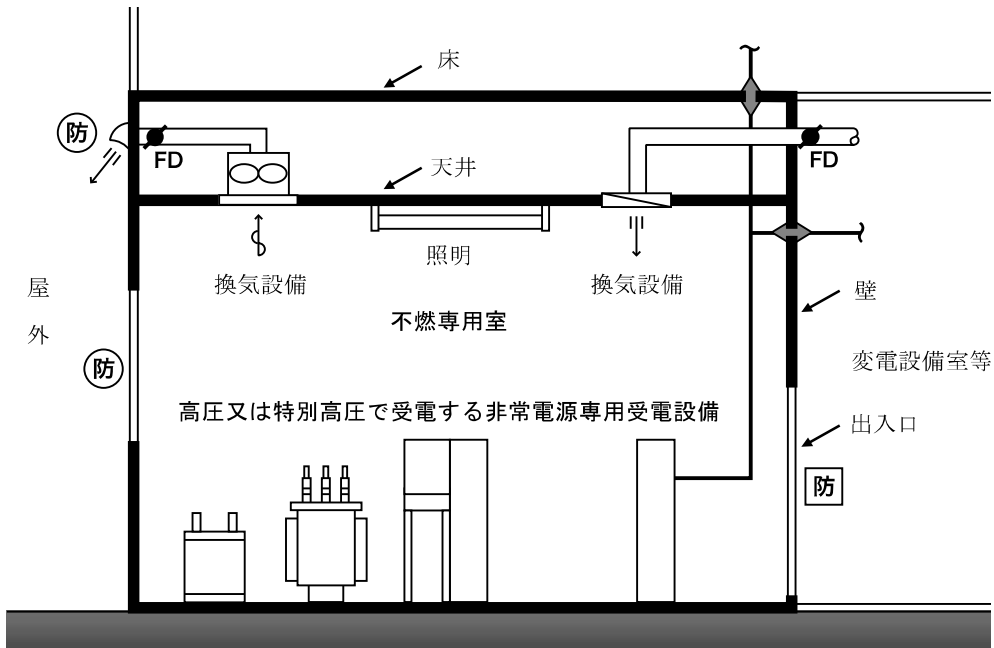 床
防
FD
FD
天井
照明
換気設備
換気設備
屋外
壁
不燃専用室
防
変電設備室等
高圧又は特別高圧で受電する非常電源専用受電設備
出入口
防